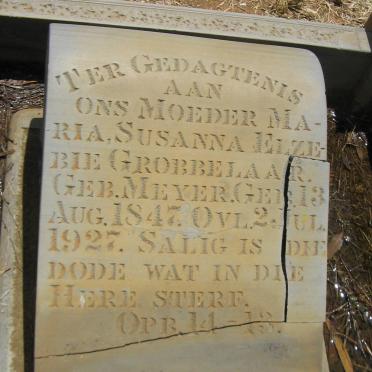 TER GEDAGTENIS
AAN
ONS MOEDER MA-
RIA, SUSANNA ELZE-
BIE GROBBELAAR.
GEB. MEYER. GEB. 13
AUG. 1847. OVL. 2. JUL.
1927. SALIG IS DIE
DODE WAT IN DIE
HERE STERF.
OPB. 14-13.